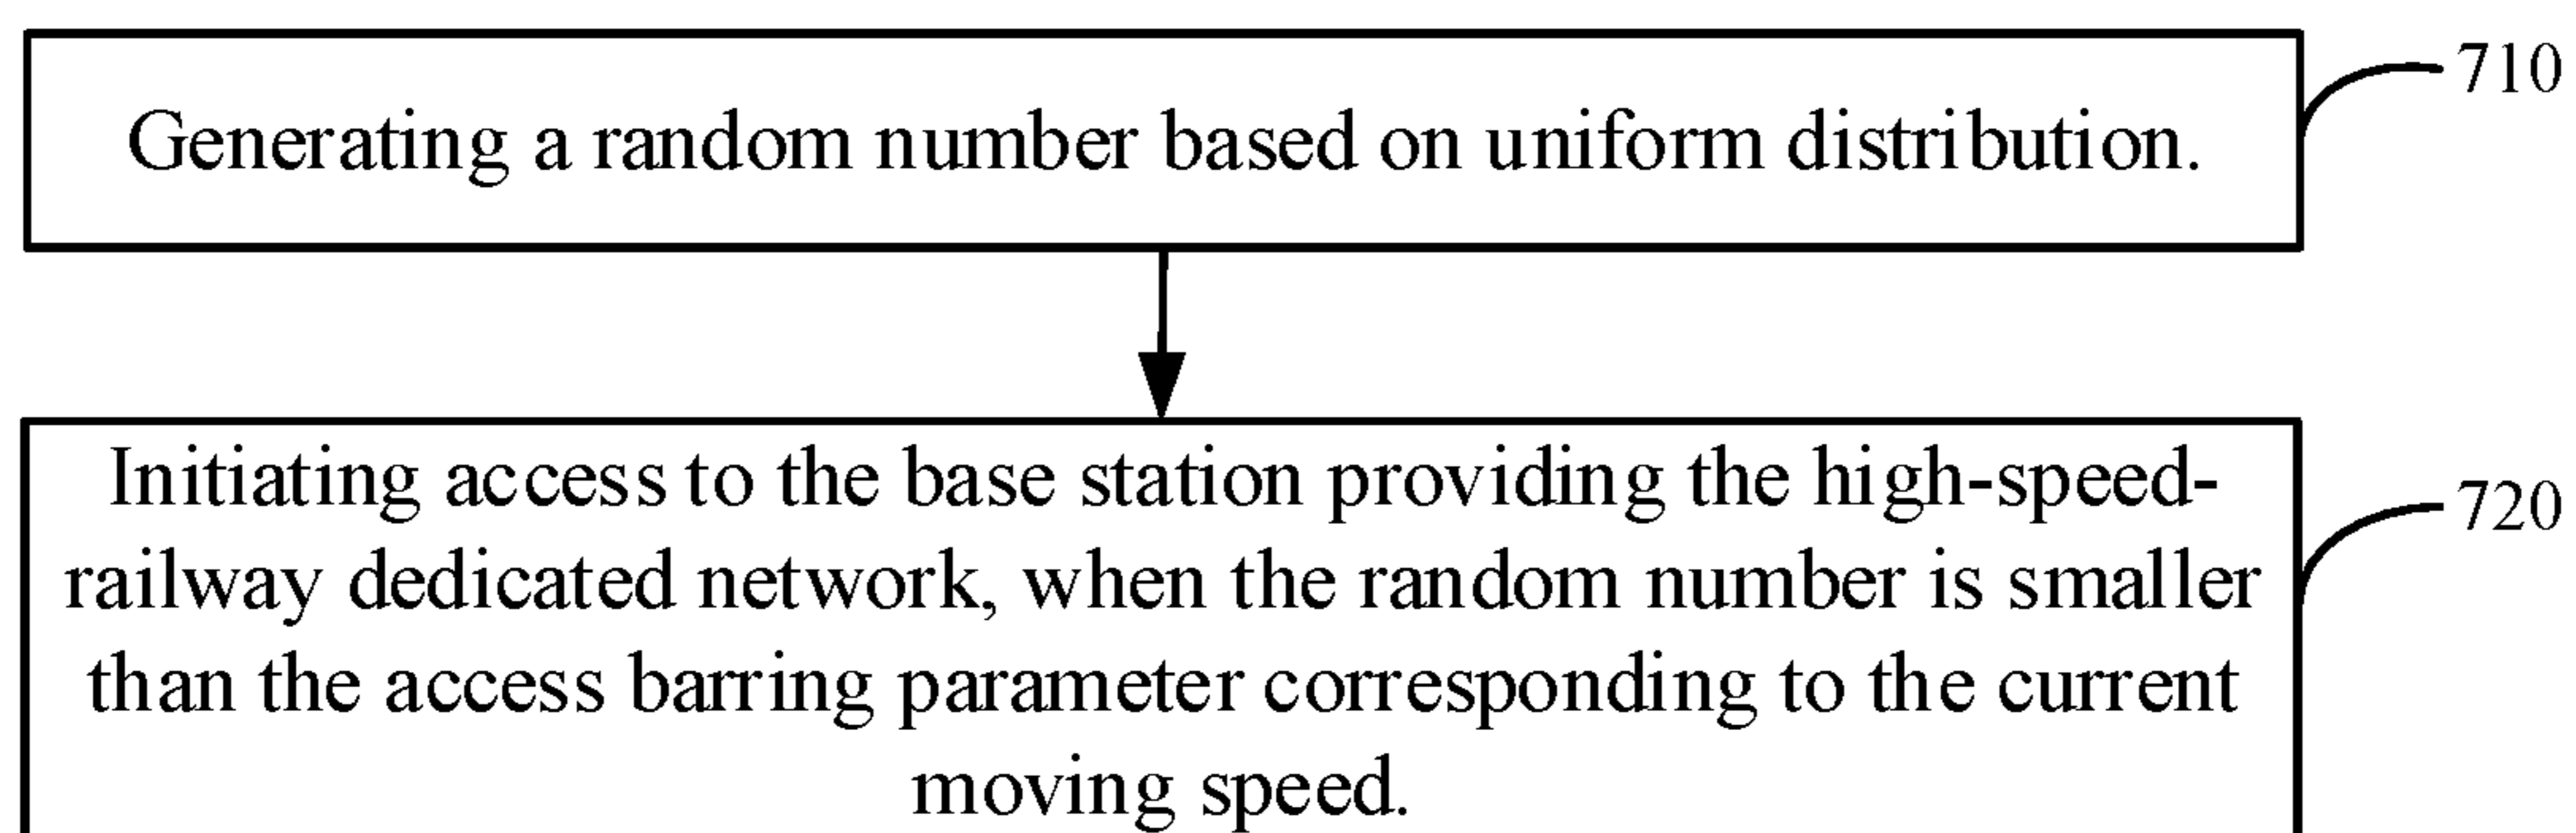 Generating a random number based on uniform distribution.
710
Initiating access to the base station providing the high-speed-
railway dedicated network, when the random number is smaller
than the access barring parameter corresponding to the current
moving speed.
720